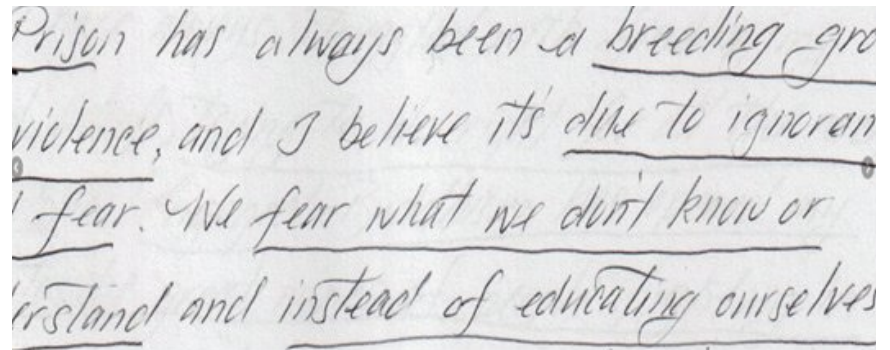 Prison has always been a breeding gro
violence, and I believe it's due to ignoran
fear. We fear what we don't know or
erstand and instead of educating ourselves